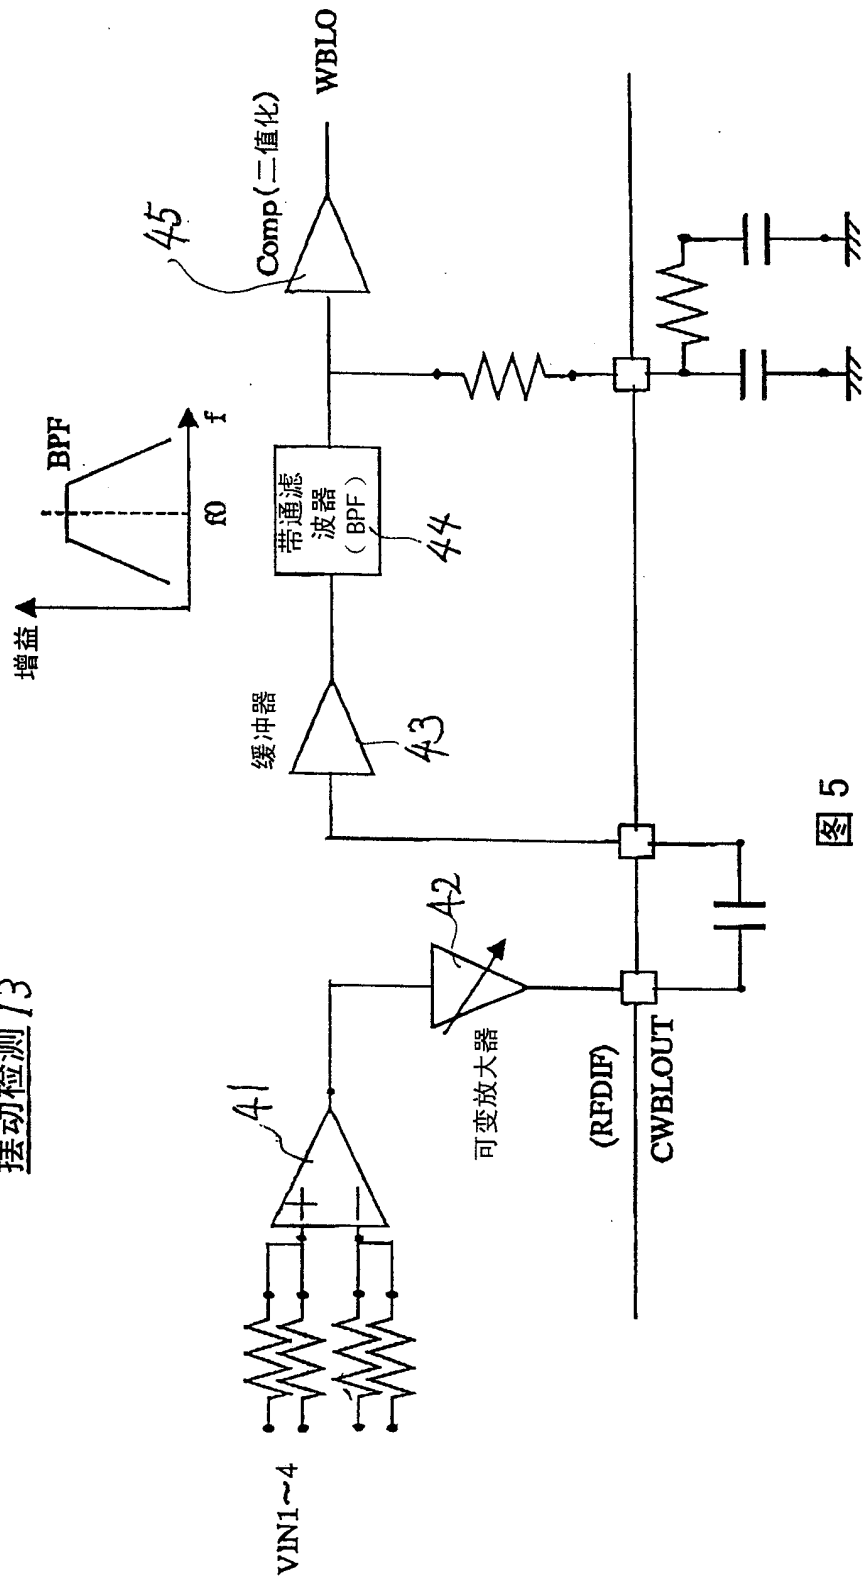 摆动检测 13
增益
BPF
f0
f
VIN1~4
41
可变放大器
42
(RFDIF)
CWBLOUT
缓冲器
43
带通滤
波器
(BPF)
44
45
Comp(二值化)
WBLO
图 5